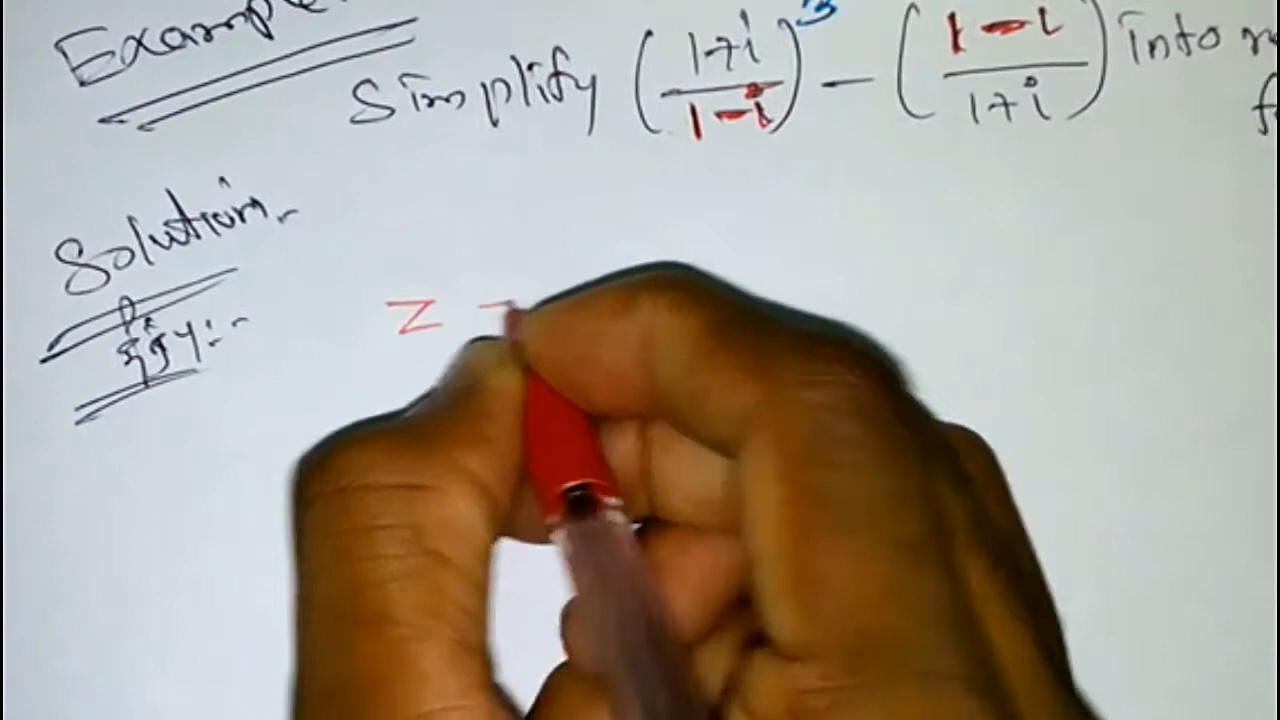 Example
Simplify (1+i/1-i)³ - (1-i/1+i) into
Solution:-
z